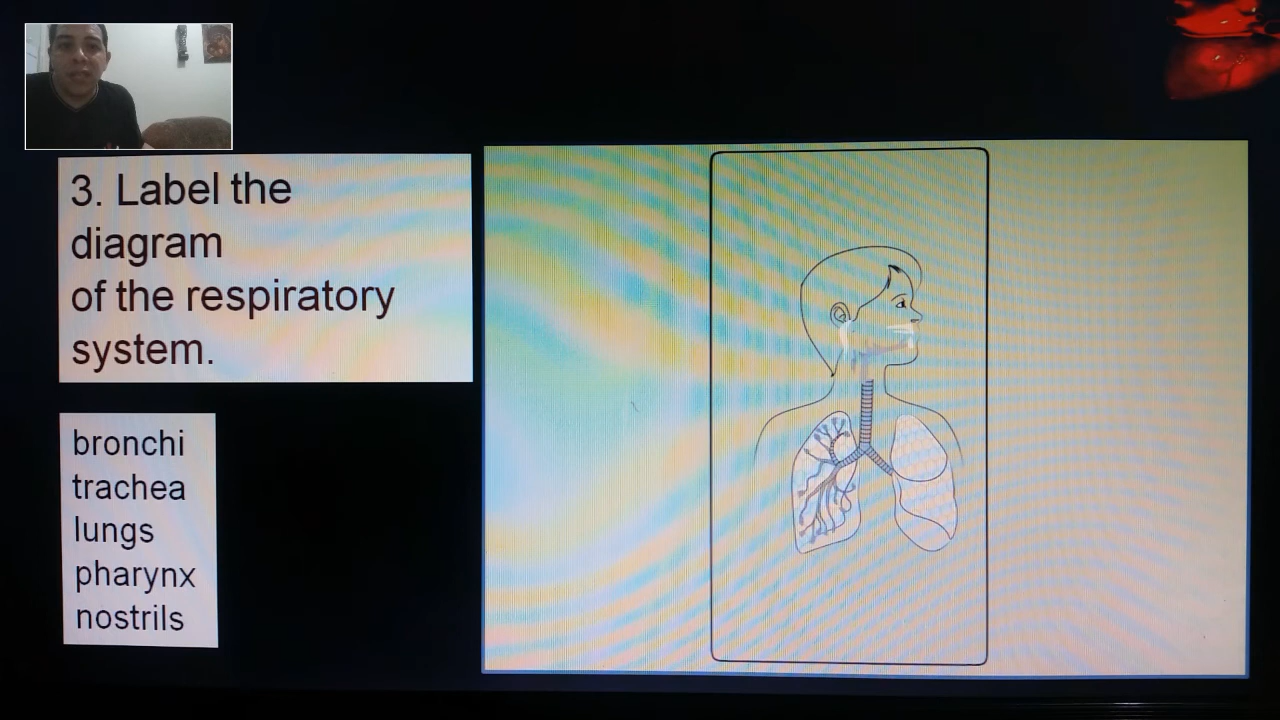 3. Label the
diagram
of the respiratory
system.
bronchi
trachea
lungs
pharynx
nostrils